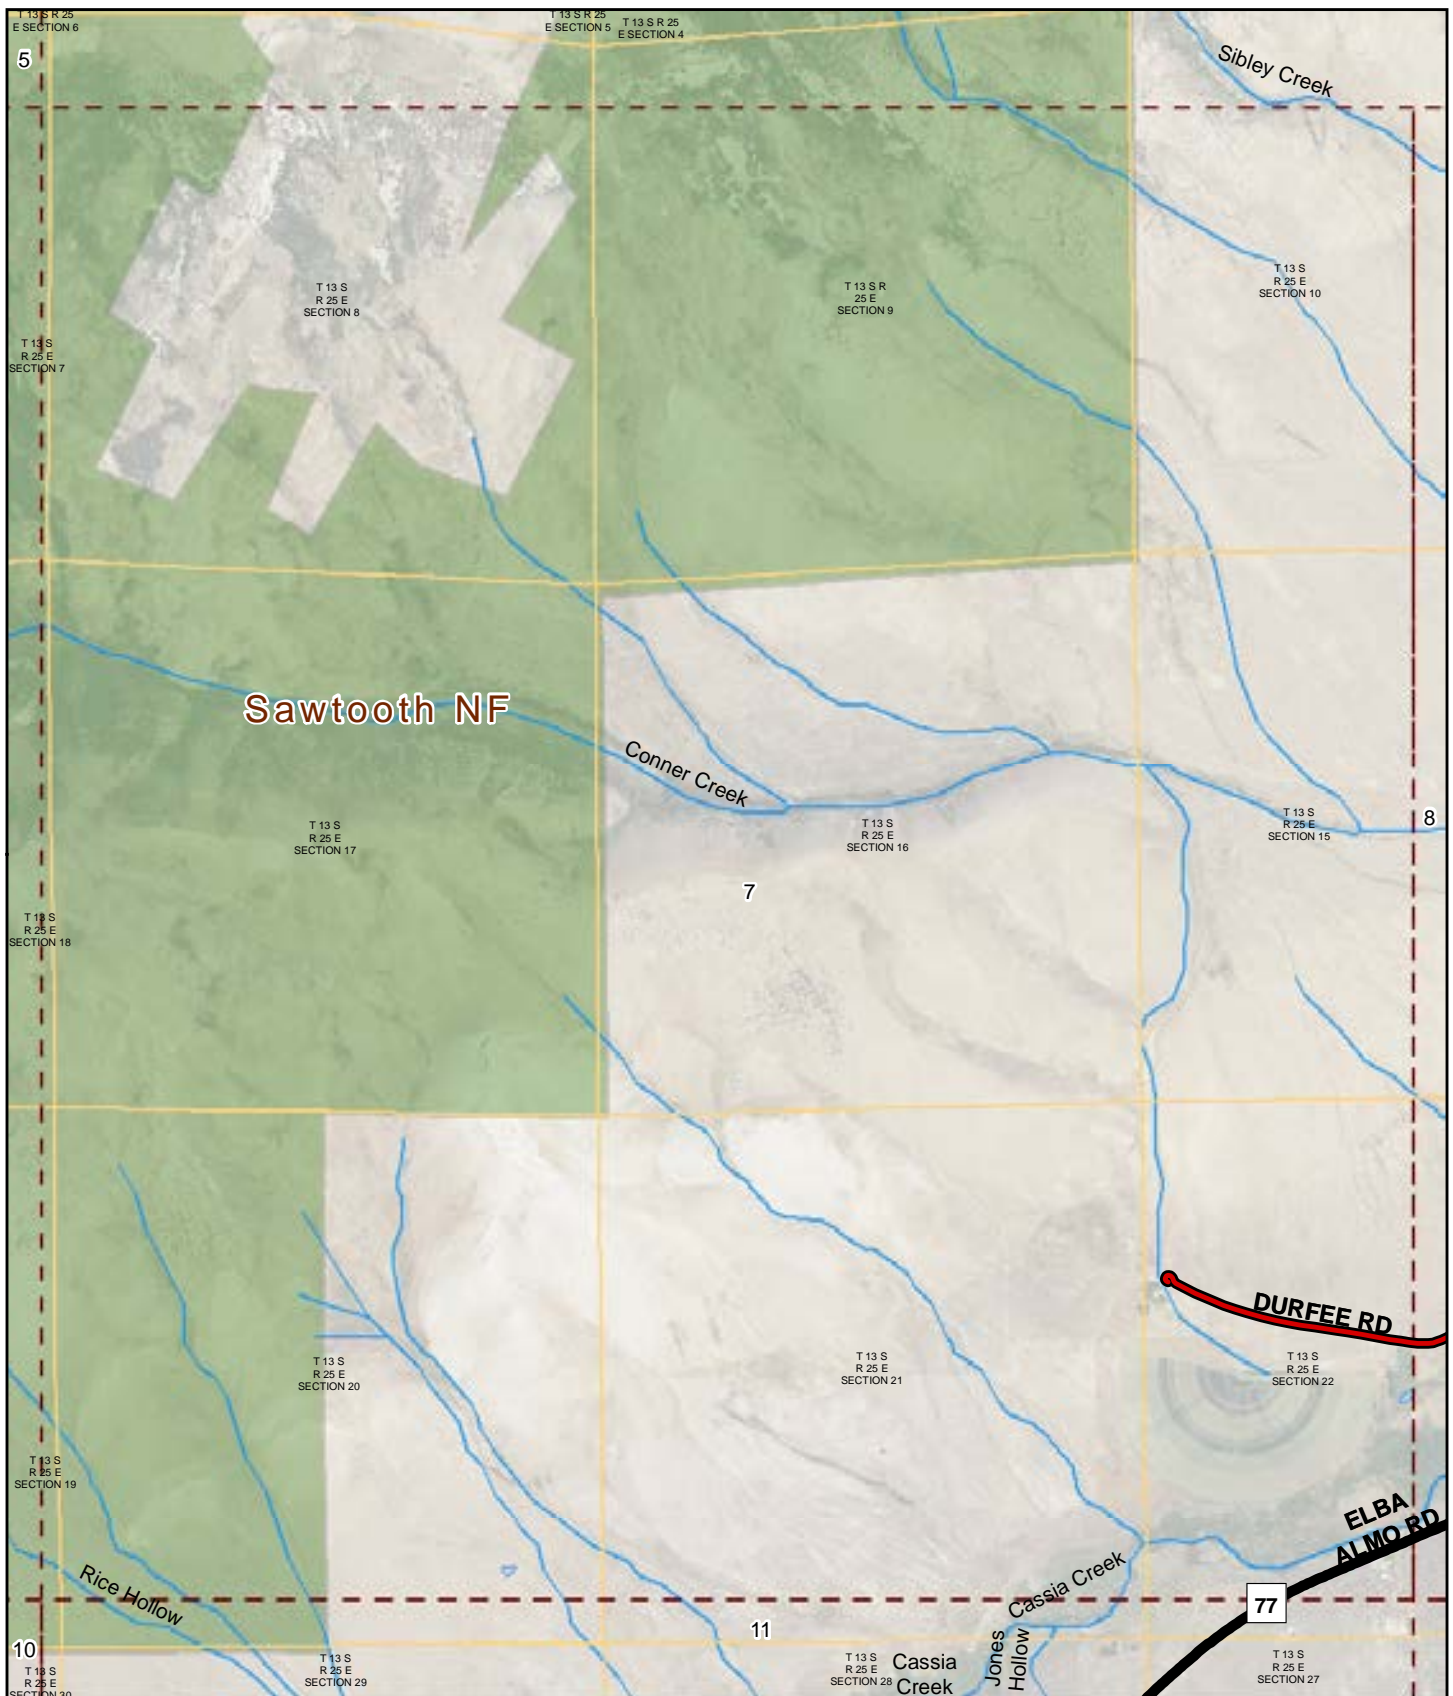 T 13 S R 25
E SECTION 6
T 13 S R 25
E SECTION 5
T 13 S R 25
E SECTION 4
5
Sibley Creek
T 13 S
R 25 E
SECTION 8
T 13 S R
25 E
SECTION 9
T 13 S
R 25 E
SECTION 10
T 13 S
R 25 E
SECTION 7
Sawtooth NF
Conner Creek
T 13 S
R 25 E
SECTION 17
T 13 S
R 25 E
SECTION 16
T 13 S
R 25 E
SECTION 15
8
7
T 13 S
R 25 E
SECTION 18
DURFEE RD
T 13 S
R 25 E
SECTION 20
T 13 S
R 25 E
SECTION 21
T 13 S
R 25 E
SECTION 22
T 13 S
R 25 E
SECTION 19
ELBA
ALMO RD
Rice Hollow
Cassia Creek
77
10
11
Jones
Hollow
Cassia
Creek
T 13 S
R 25 E
SECTION 30
T 13 S
R 25 E
SECTION 29
T 13 S
R 25 E
SECTION 28
T 13 S
R 25 E
SECTION 27